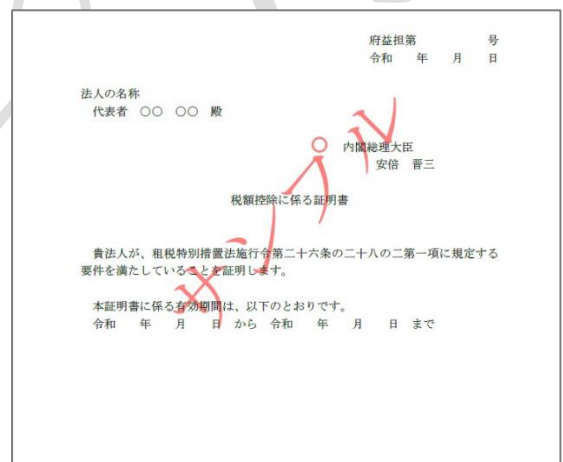 府益担第　　　　号
令和　年　月　日
法人の名称
代表者 ○○ ○○ 殿
内閣総理大臣
安倍 晋三
税額控除に係る証明書
貴法人が、租税特別措置法施行令第二十六条の二十八の二第一項に規定する
要件を満たしていることを証明します。
本証明書に係る有効期間は、以下のとおりです。
令和　年　月　日 から 令和　年　月　日 まで
サンプル